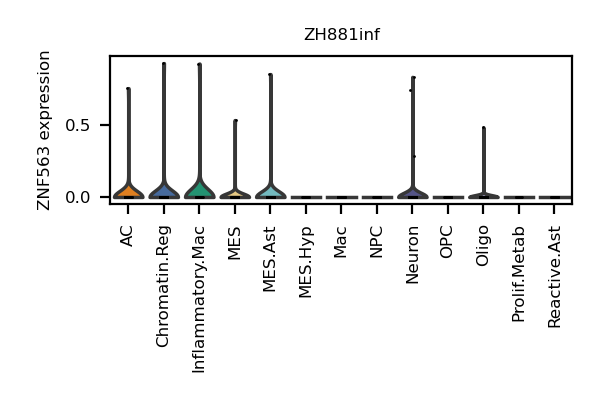 ZH881inf
ZNF563 expression
0.5
0.0
AC
Chromatin.Reg
Inflammatory.Mac
MES
MES.Ast
MES.Hyp
Mac
NPC
Neuron
OPC
Oligo
Prolif.Metab
Reactive.Ast